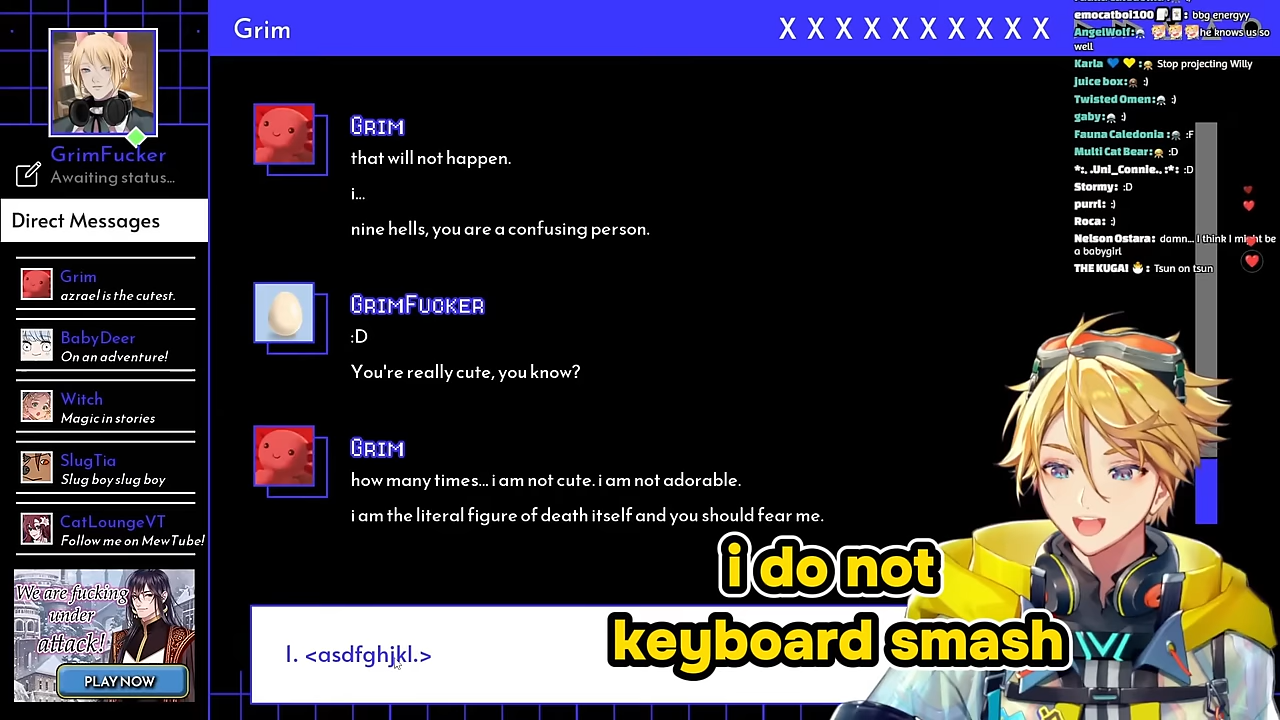 GrimFucker
Awaiting status...
Direct Messages
Grim
azrael is the cutest.
BabyDeer
On an adventure!
Witch
Magic in stories
SlugTia
Slug boy slug boy
CatLoungeVT
Follow me on MewTube!
We are fucking
under
attack!
PLAY NOW
Grim
X X X X X X X X X X
Grim
that will not happen.
i...
nine hells, you are a confusing person.
GrimFucker
:D
You're really cute, you know?
Grim
how many times... i am not cute. i am not adorable.
i am the literal figure of death itself and you should fear me.
1. <asdfghjkl.>
i do not
keyboard smash
emocatboi100 : bbg energyy
AngelWolf: he knows us so
well
Karla : Stop projecting Willy
juice box: :)
Twisted Omen: :)
gaby: :)
Fauna Caledonia : :F
Multi Cat Bear: :D
*:, .Uni_Connie., :*: :D
Stormy: :D
purrl: :)
Roca: :)
Nelson Ostara: damn... I think I might be
a babygirl
THE KUGA! : Tsun on tsun